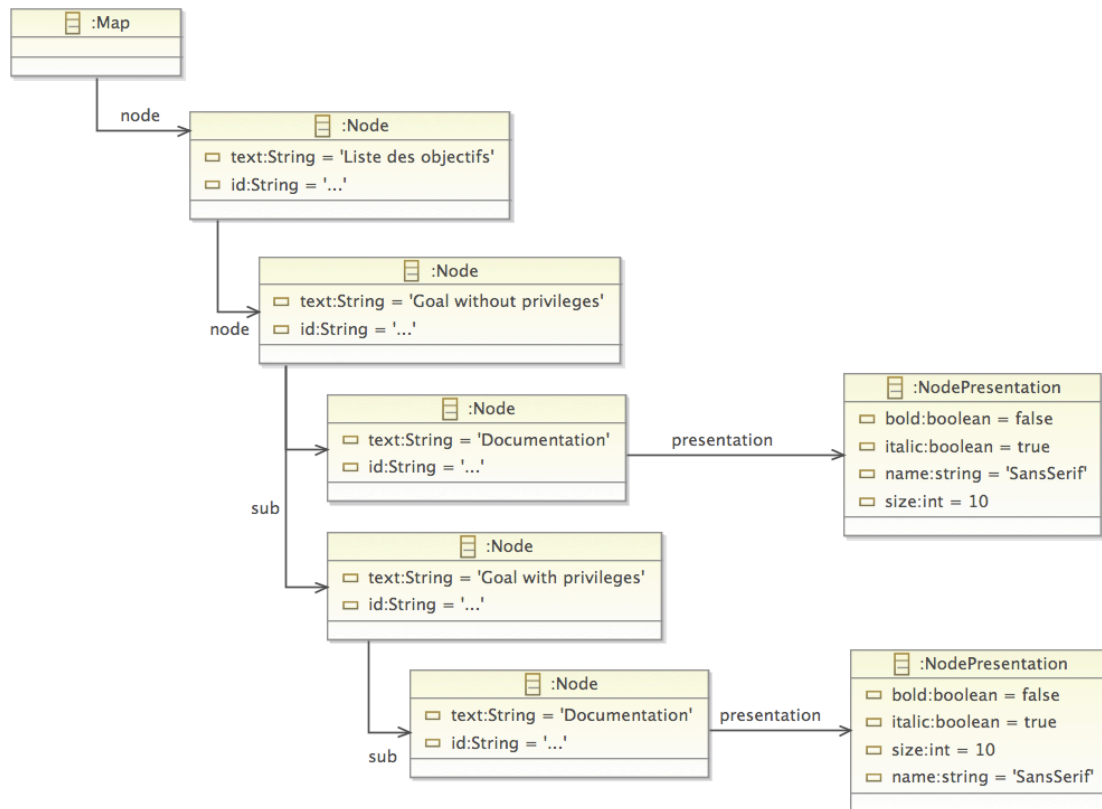 :Map
node
:Node
text:String = 'Liste des objectifs'
id:String = '...'
:Node
text:String = 'Goal without privileges'
id:String = '...'
node
:Node
text:String = 'Documentation'
id:String = '...'
presentation
:NodePresentation
bold:boolean = false
italic:boolean = true
name:string = 'SansSerif'
size:int = 10
sub
:Node
text:String = 'Goal with privileges'
id:String = '...'
:Node
text:String = 'Documentation'
id:String = '...'
sub
presentation
:NodePresentation
bold:boolean = false
italic:boolean = true
size:int = 10
name:string = 'SansSerif'